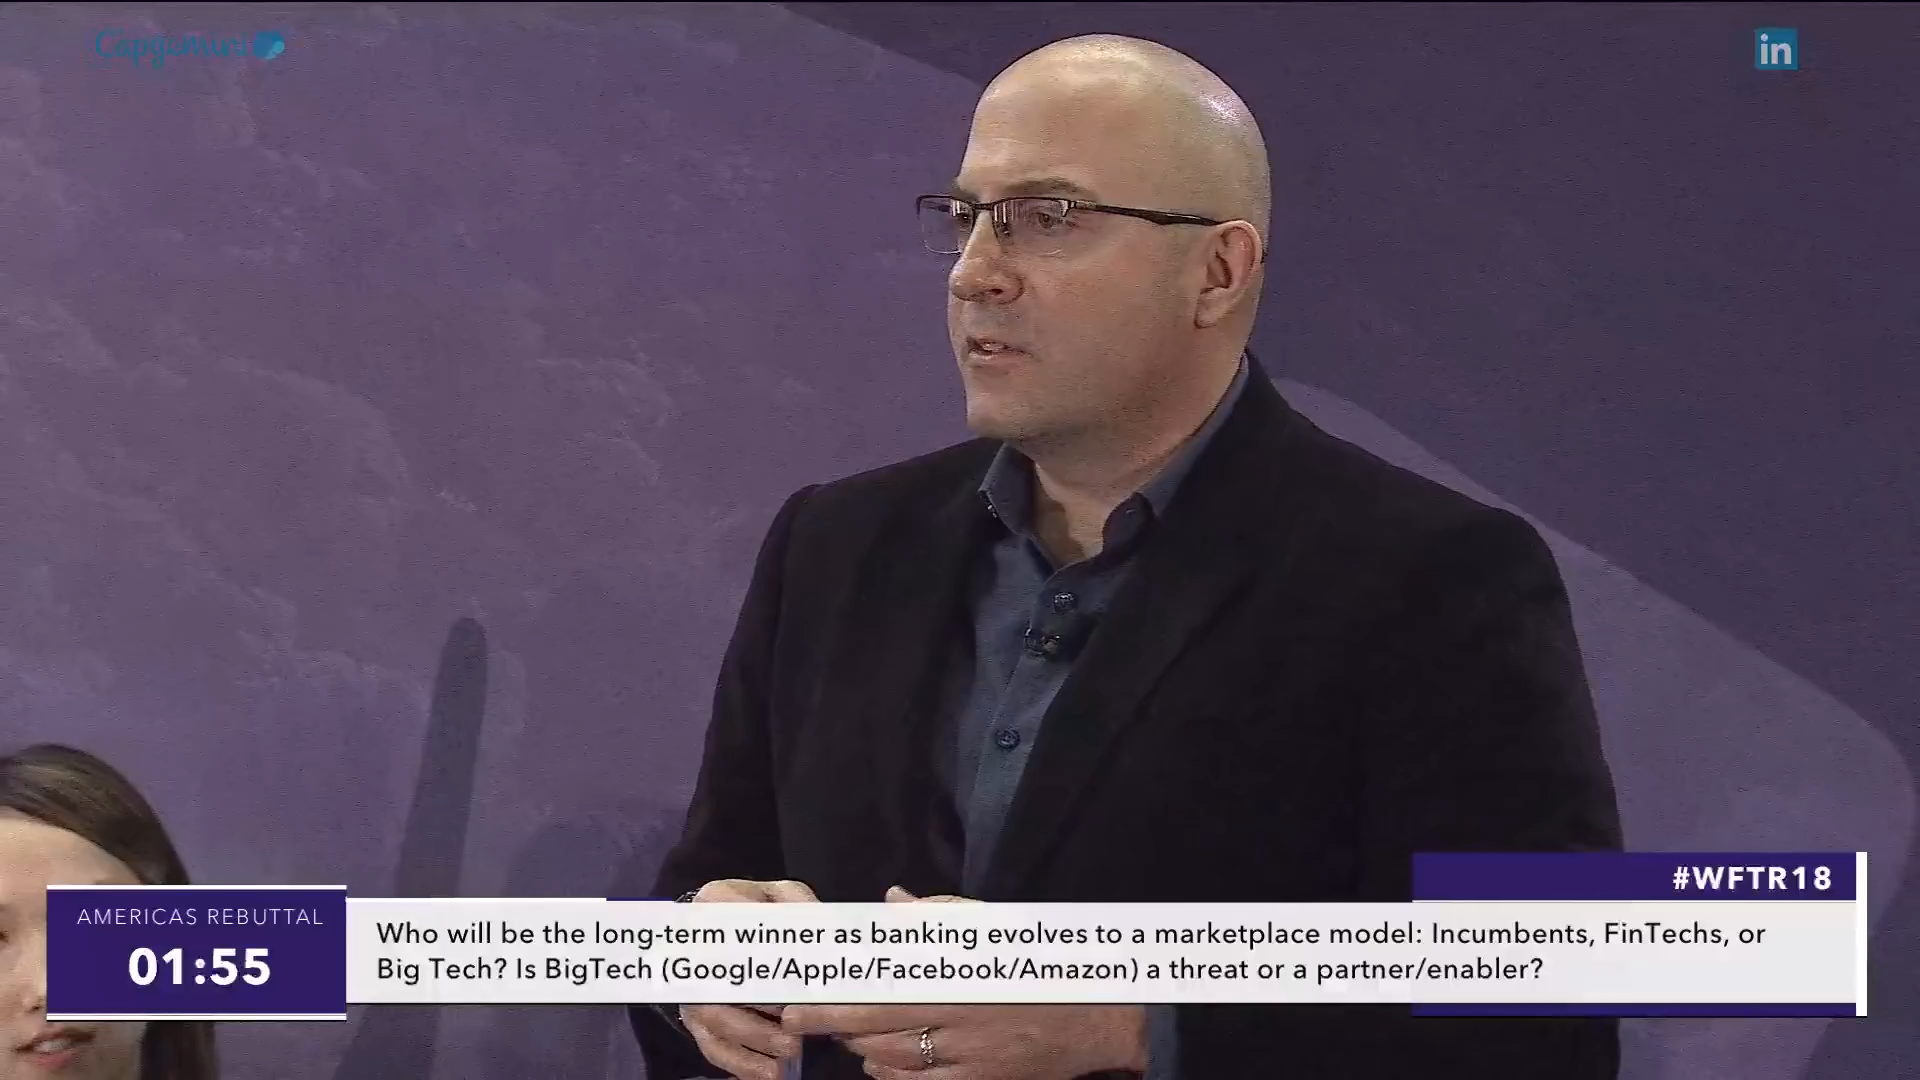 Capgemini
in
#WFTR18
AMERICAS REBUTTAL
01:55
Who will be the long-term winner as banking evolves to a marketplace model: Incumbents, FinTechs, or
Big Tech? Is BigTech (Google/Apple/Facebook/Amazon) a threat or a partner/enabler?